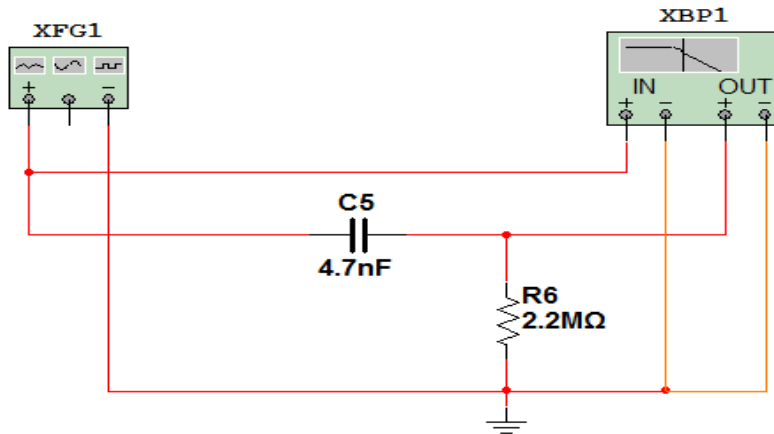 XFG1
XBP1
IN
OUT
+
−
+
−
+
−
C5
4.7nF
R6
2.2MΩ